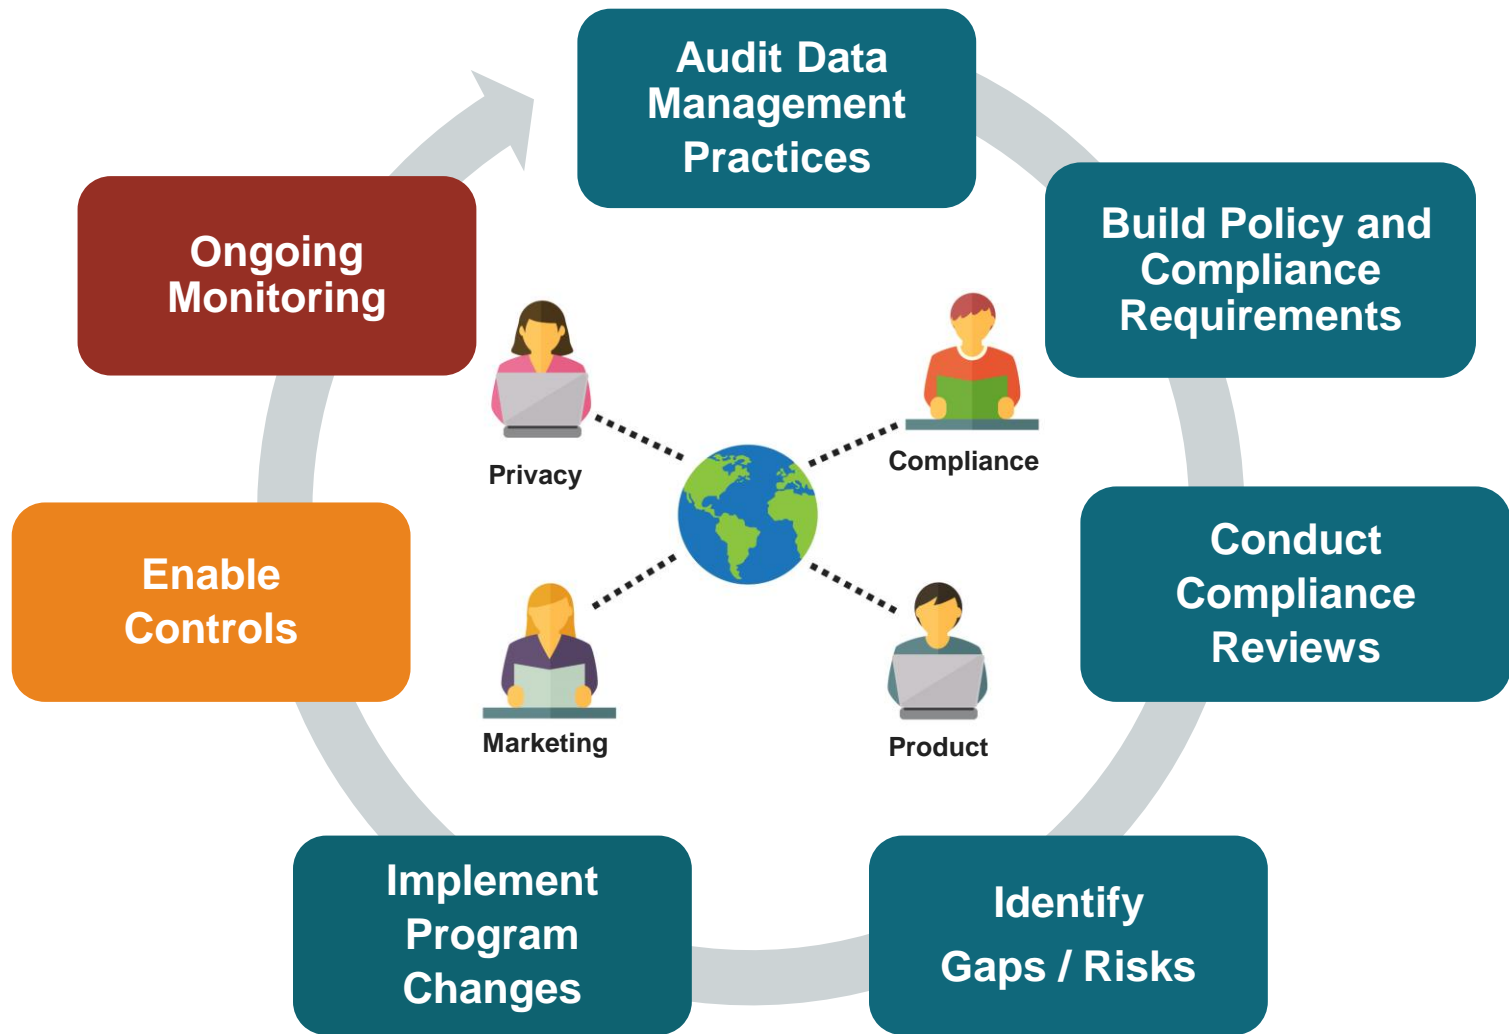 Audit Data
Management
Practices
Build Policy and
Compliance
Requirements
Conduct
Compliance
Reviews
Identify
Gaps / Risks
Implement
Program
Changes
Enable
Controls
Ongoing
Monitoring
Privacy
Compliance
Marketing
Product